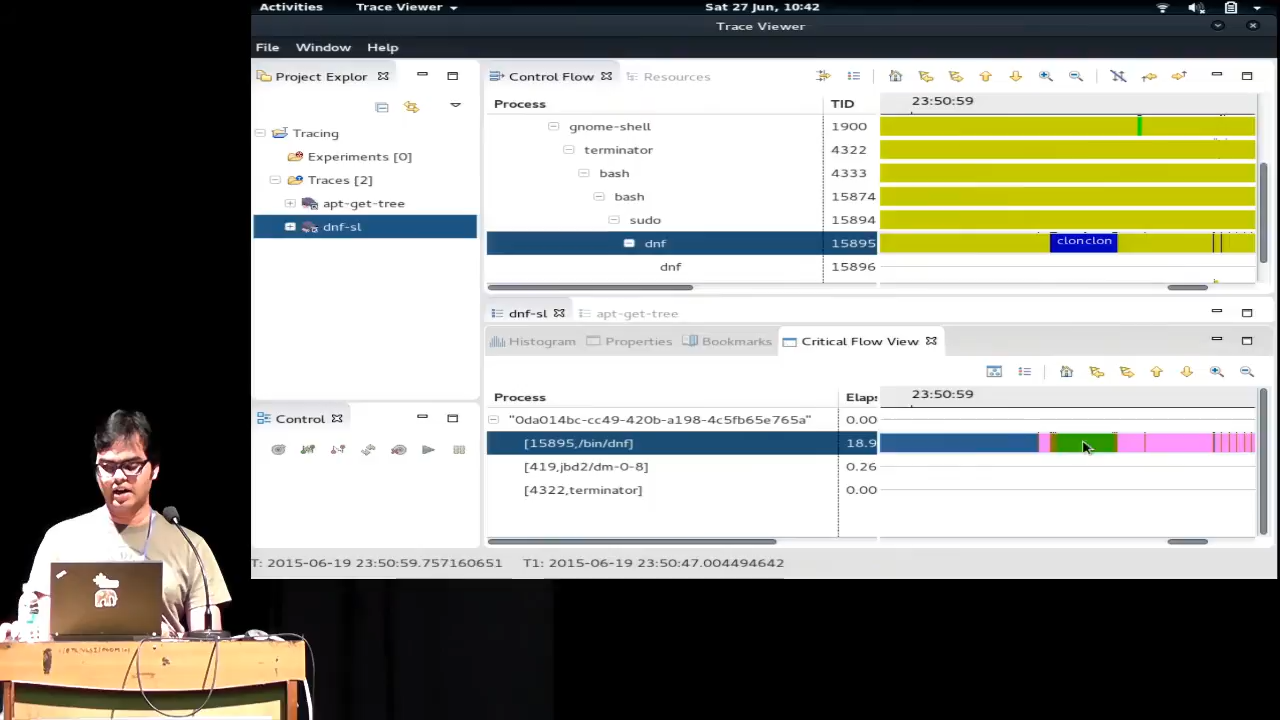 Activities Trace Viewer Sat 27 Jun, 10:42
Trace Viewer
File Window Help
Project Explor
Tracing
Experiments [0]
Traces [2]
apt-get-tree
dnf-sl
Control Flow Resources
Process TID 23:50:59
gnome-shell 1900
terminator 4322
bash 4333
bash 15874
sudo 15894
dnf 15895 clonclon
dnf 15896
dnf-sl apt-get-tree
Histogram Properties Bookmarks Critical Flow View
Process Elaps 23:50:59
"0da014bc-cc49-420b-a198-4c5fb65e765a" 0.00
[15895,/bin/dnf] 18.9
[419,jbd2/dm-0-8] 0.26
[4322,terminator] 0.00
Control
T: 2015-06-19 23:50:59.757160651 T1: 2015-06-19 23:50:47.004494642